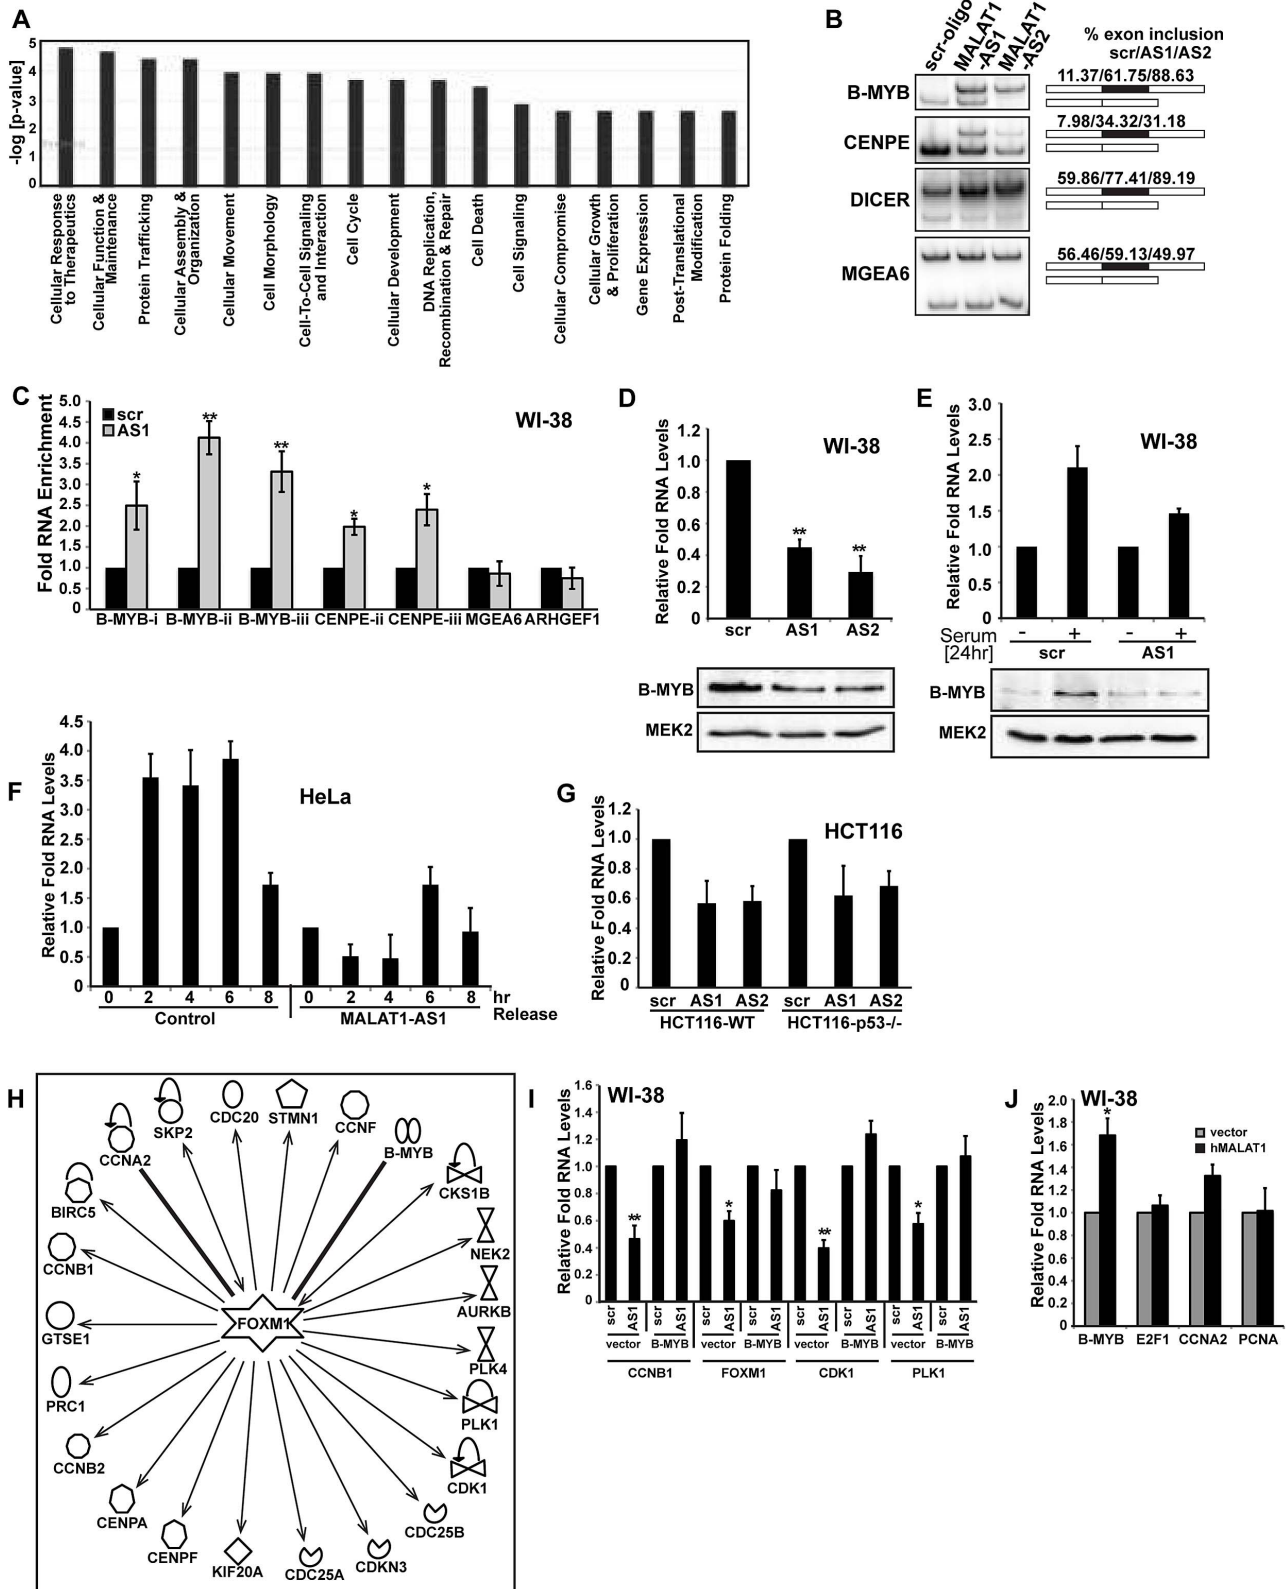 A
-log [p-value]
5
4
3
2
1
0
Cellular Response
to Therapeutics
Cellular Function &
Maintenance
Protein Trafficking
Cellular Assembly &
Organization
Cellular Movement
Cell Morphology
Cell-To-Cell Signaling
and Interaction
Cell Cycle
Cellular Development
DNA Replication,
Recombination & Repair
Cell Death
Cell Signaling
Cellular Compromise
Cellular Growth
& Proliferation
Gene Expression
Post-Translational
Modification
Protein Folding
B
scr-oligo
MALAT1
-AS1
MALAT1
-AS2
% exon inclusion
scr/AS1/AS2
B-MYB
11.37/61.75/88.63
CENPE
7.98/34.32/31.18
DICER
59.86/77.41/89.19
MGEA6
56.46/59.13/49.97
C
Fold RNA Enrichment
5.0
4.5
4.0
3.5
3.0
2.5
2.0
1.5
1.0
0.5
0
scr
AS1
WI-38
* ** ** * *
B-MYB-i B-MYB-ii B-MYB-iii CENPE-ii CENPE-iii MGEA6 ARHGEF1
D
Relative Fold RNA Levels
1.2
1.0
0.8
0.6
0.4
0.2
0
WI-38
** **
scr AS1 AS2
B-MYB
MEK2
E
Relative Fold RNA Levels
3.0
2.5
2.0
1.5
1.0
0.5
0
WI-38
Serum - + - +
[24hr] scr AS1
B-MYB
MEK2
F
Relative Fold RNA Levels
4.5
4.0
3.5
3.0
2.5
2.0
1.5
1.0
0.5
0
HeLa
0 2 4 6 8 0 2 4 6 8 hr
Release
Control MALAT1-AS1
G
Relative Fold RNA Levels
1.2
1.0
0.8
0.6
0.4
0.2
0
HCT116
scr AS1 AS2 scr AS1 AS2
HCT116-WT HCT116-p53-/-
H
SKP2
CDC20
STMN1
CCNF
B-MYB
CKS1B
NEK2
AURKB
PLK4
PLK1
CDK1
CDC25B
CDKN3
CDC25A
KIF20A
CENPF
CENPA
CCNB2
PRC1
GTSE1
CCNB1
BIRC5
CCNA2
FOXM1
I
WI-38
Relative Fold RNA Levels
1.6
1.4
1.2
1.0
0.8
0.6
0.4
0.2
0
** * ** *
scr AS1 scr AS1 scr AS1 scr AS1 scr AS1 scr AS1 scr AS1 scr AS1
vector B-MYB vector B-MYB vector B-MYB vector B-MYB
CCNB1 FOXM1 CDK1 PLK1
J
WI-38
Relative Fold RNA Levels
2.0
1.8
1.6
1.4
1.2
1.0
0.8
0.6
0.4
0.2
0
*
vector
hMALAT1
B-MYB E2F1 CCNA2 PCNA